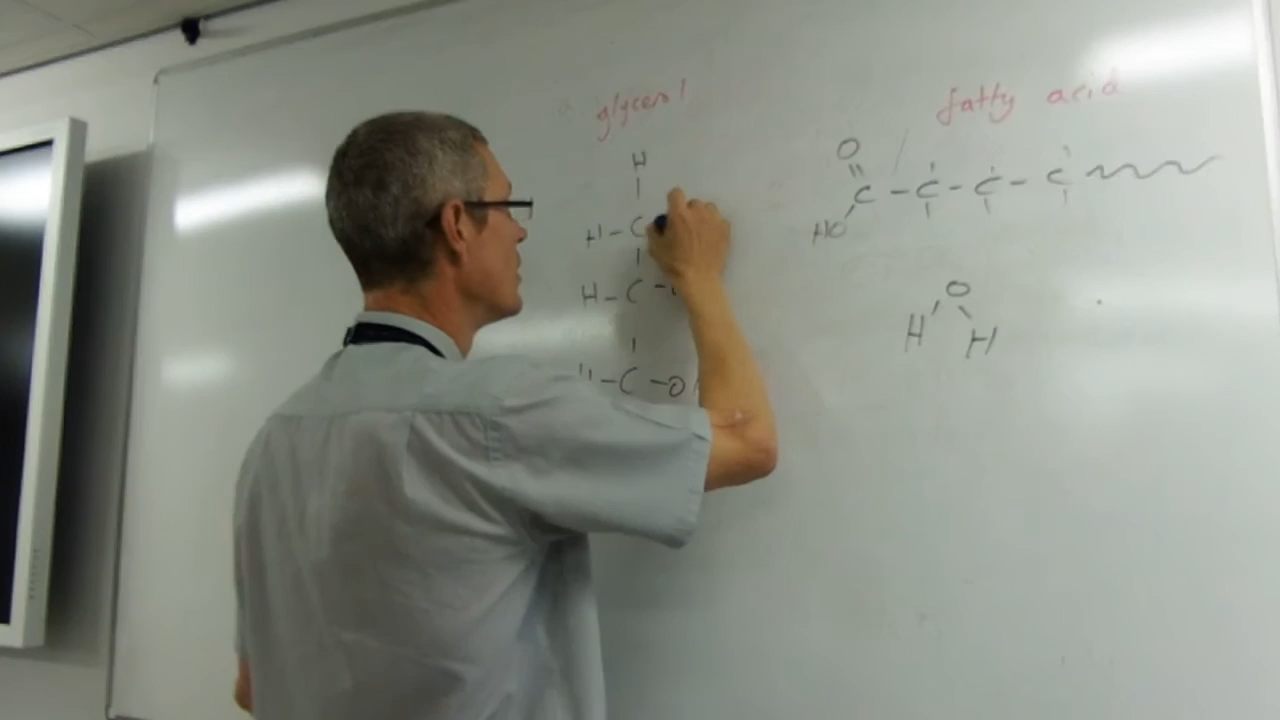 glycerol
fatty acid
H
O
C - C - C - C
H - C
HO
H - C -
O
H H
- C - O